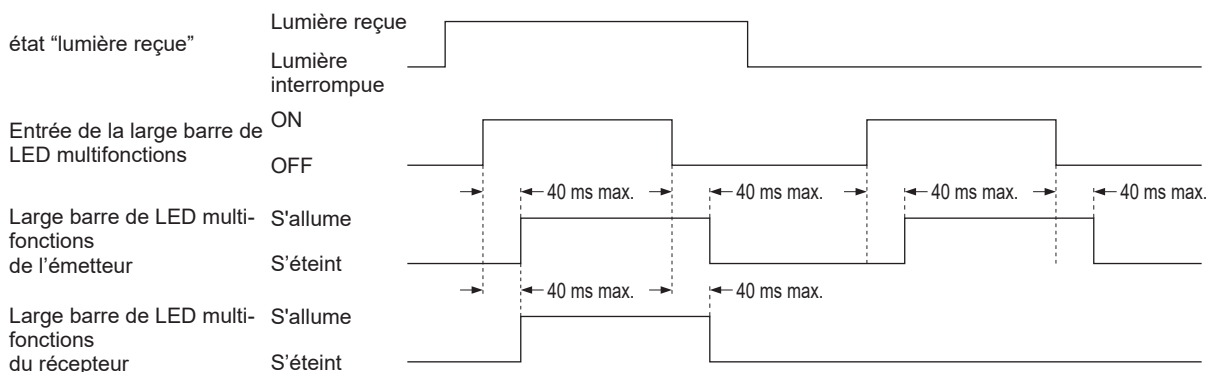 Lumière reçue
état “lumière reçue”
Lumière
interrompue
ON
Entrée de la large barre de
LED multifonctions
OFF
40 ms max. 40 ms max. 40 ms max. 40 ms max.
Large barre de LED multi-
fonctions
de l’émetteur
S'allume
S’éteint
40 ms max. 40 ms max.
Large barre de LED multi-
fonctions
du récepteur
S'allume
S’éteint